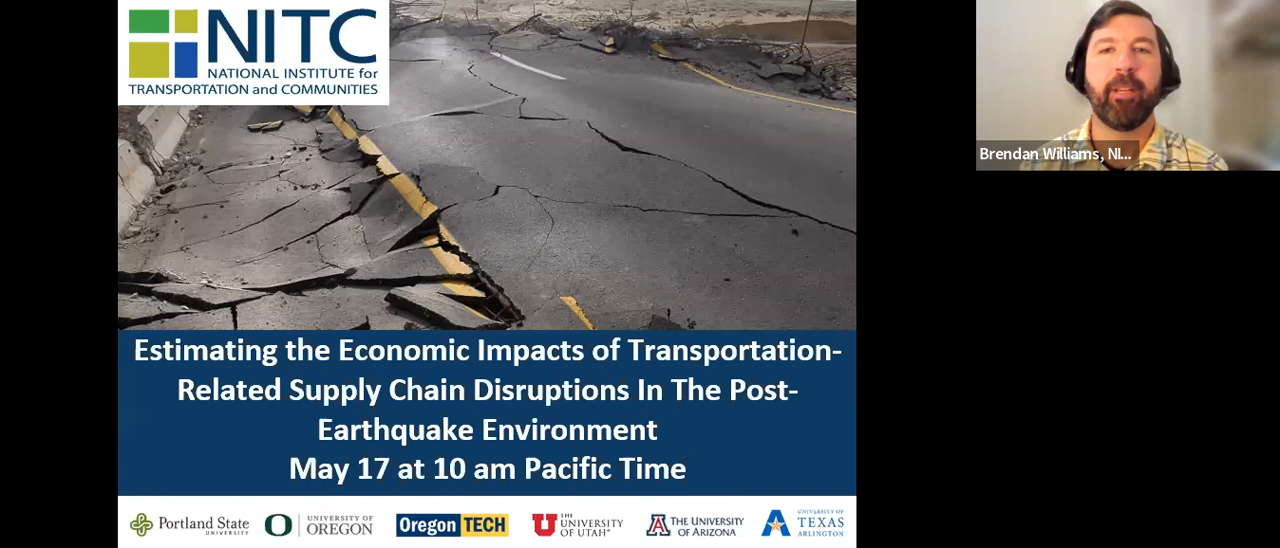 NITC
NATIONAL INSTITUTE for
TRANSPORTATION and COMMUNITIES
Brendan Williams, NI...
Estimating the Economic Impacts of Transportation-
Related Supply Chain Disruptions In The Post-
Earthquake Environment
May 17 at 10 am Pacific Time
Portland State
UNIVERSITY
O
UNIVERSITY OF
OREGON
Oregon TECH
U
THE
UNIVERSITY
OF UTAH
A
THE UNIVERSITY
OF ARIZONA
A
UNIVERSITY OF
TEXAS
ARLINGTON